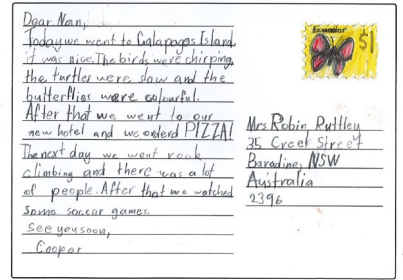 Dear Nan,
Today we went to Galapagos Island.
it was nice. The birds were chirping,
the turtler were slow and the
butterflies were colourful.
After that we went to our
new hotel and we orderd PIZZA!
The next day we went rock
climbing and there was a lot
of people. After that we watched
Some soccer games.
See you soon,
Cooper
Ecuador
$1
Mrs Robin Ruttley
35 Creek Street
Baradine, NSW
Australia
2396